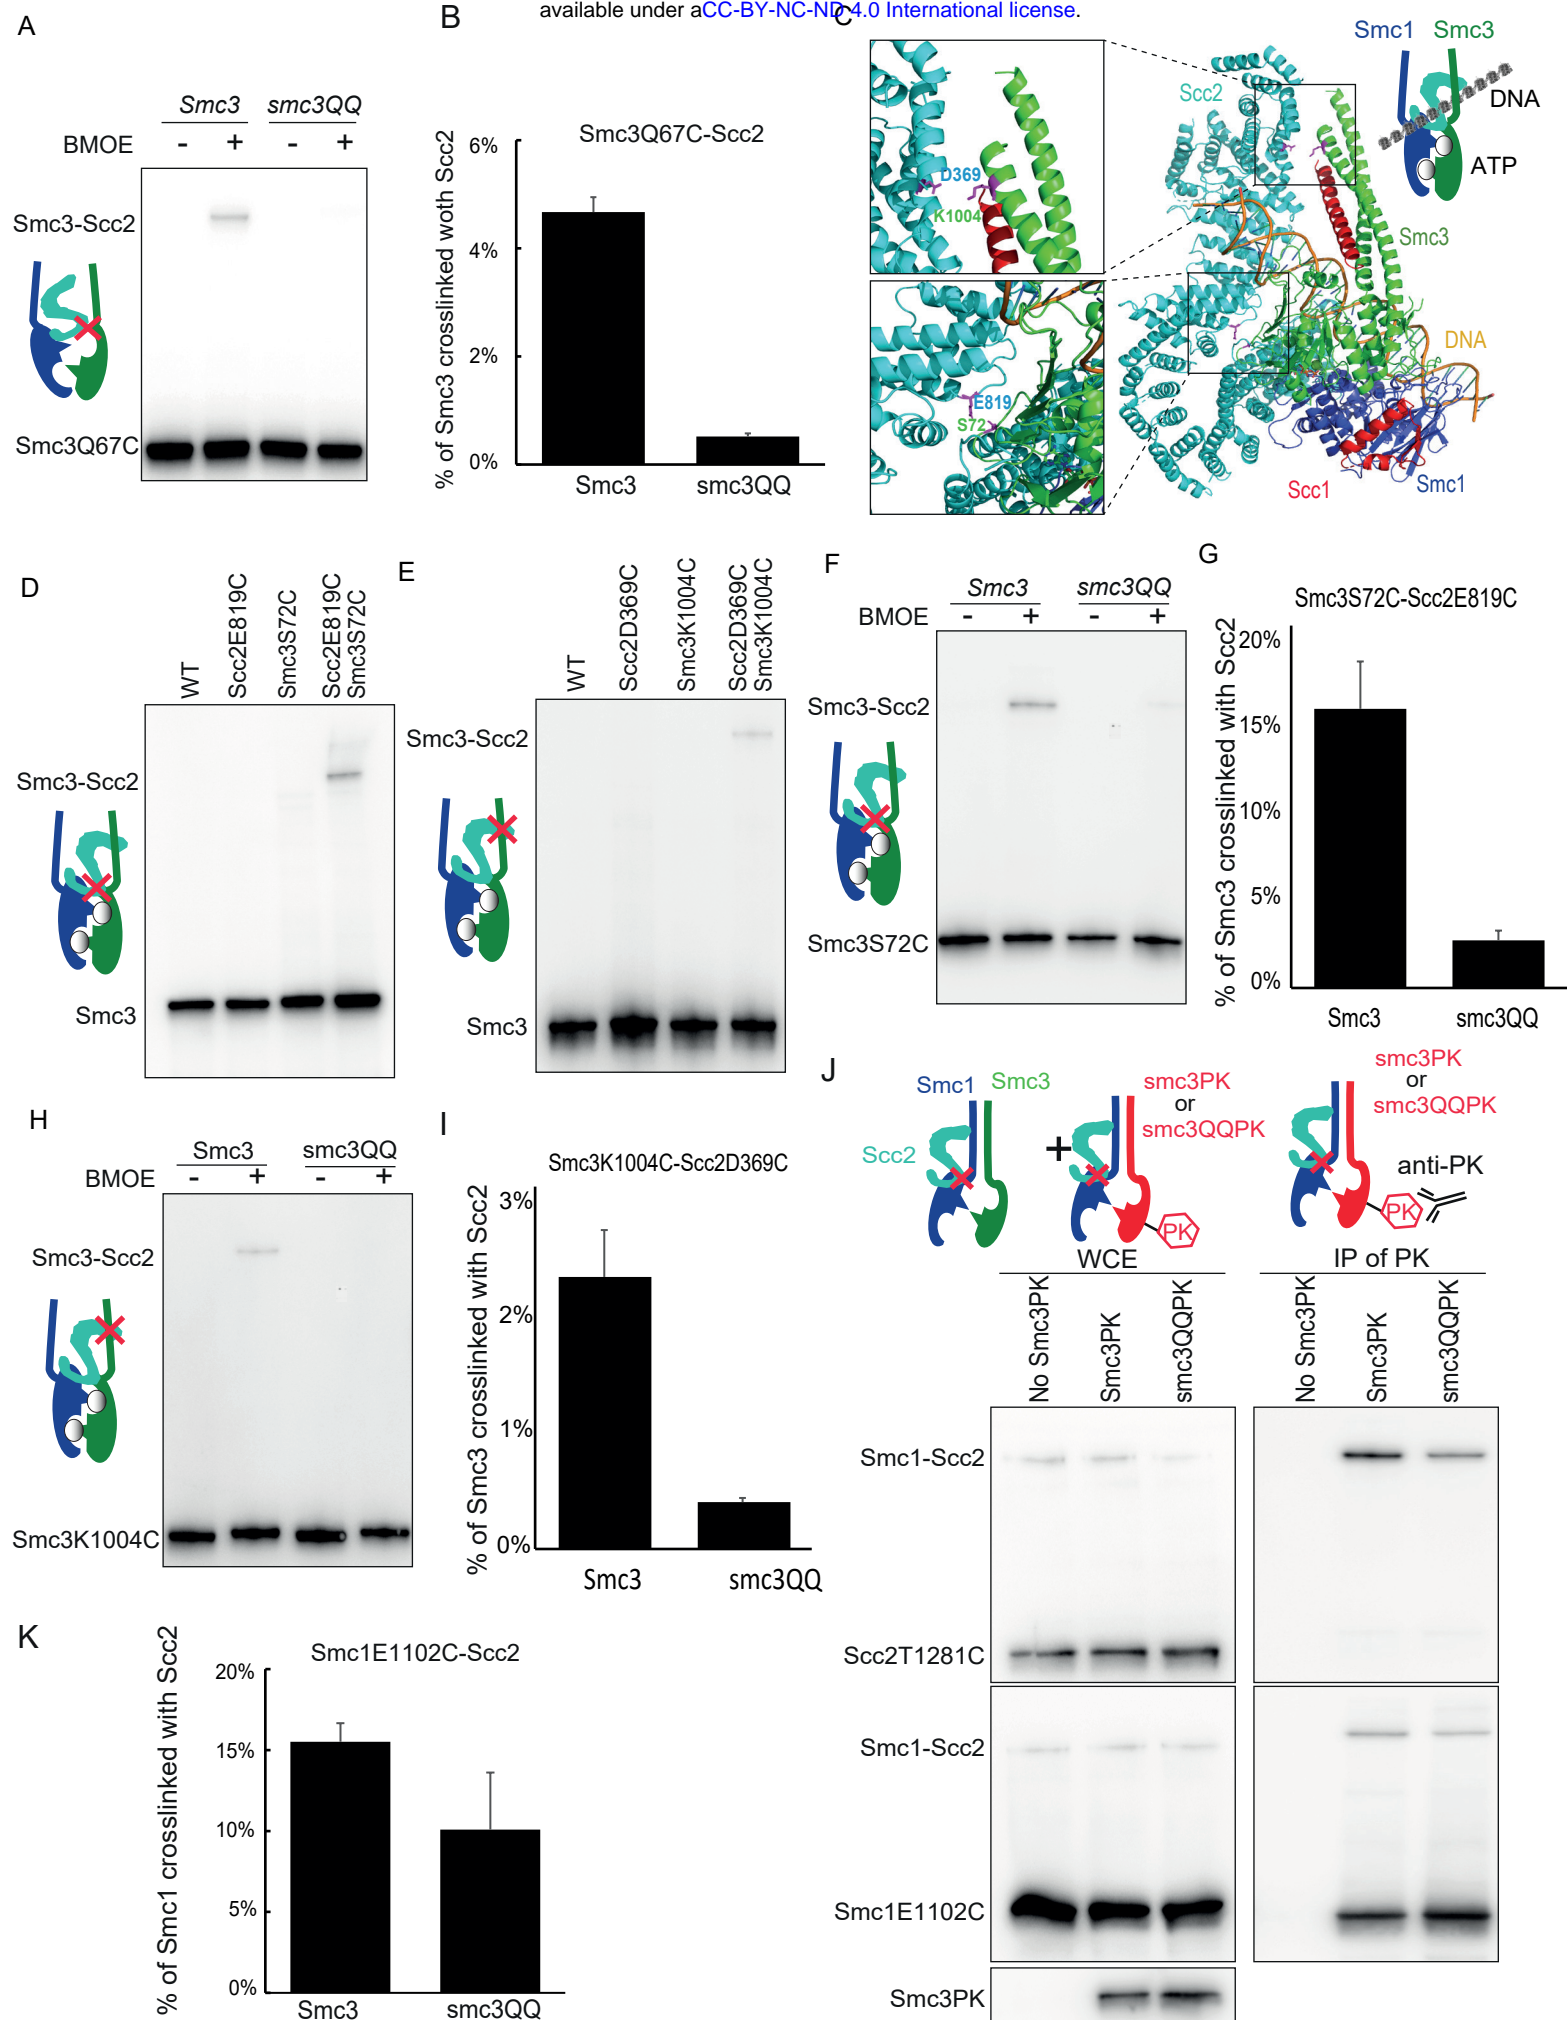 available under aCC-BY-NC-ND 4.0 International license.
A
Smc3 smc3QQ
BMOE - + - +
Smc3-Scc2
Smc3Q67C
B
Smc3Q67C-Scc2
% of Smc3 crosslinked woth Scc2
6%
4%
2%
0%
Smc3 smc3QQ
C
D369
K1004
E819
S72
Scc2
Smc3
DNA
Scc1
Smc1
Smc1 Smc3
DNA
ATP
D
WT
Scc2E819C
Smc3S72C
Scc2E819C
Smc3S72C
Smc3-Scc2
Smc3
E
WT
Scc2D369C
Smc3K1004C
Scc2D369C
Smc3K1004C
Smc3-Scc2
Smc3
F
Smc3 smc3QQ
BMOE - + - +
Smc3-Scc2
Smc3S72C
G
Smc3S72C-Scc2E819C
% of Smc3 crosslinked with Scc2
20%
15%
10%
5%
0%
Smc3 smc3QQ
H
Smc3 smc3QQ
BMOE - + - +
Smc3-Scc2
Smc3K1004C
I
Smc3K1004C-Scc2D369C
% of Smc3 crosslinked with Scc2
3%
2%
1%
0%
Smc3 smc3QQ
J
Smc1 Smc3
Scc2
+
smc3PK
or
smc3QQPK
PK
smc3PK
or
smc3QQPK
anti-PK
PK
WCE
IP of PK
No Smc3PK
Smc3PK
smc3QQPK
No Smc3PK
Smc3PK
smc3QQPK
Smc1-Scc2
Scc2T1281C
Smc1-Scc2
Smc1E1102C
Smc3PK
K
Smc1E1102C-Scc2
% of Smc1 crosslinked with Scc2
20%
15%
10%
5%
0%
Smc3 smc3QQ